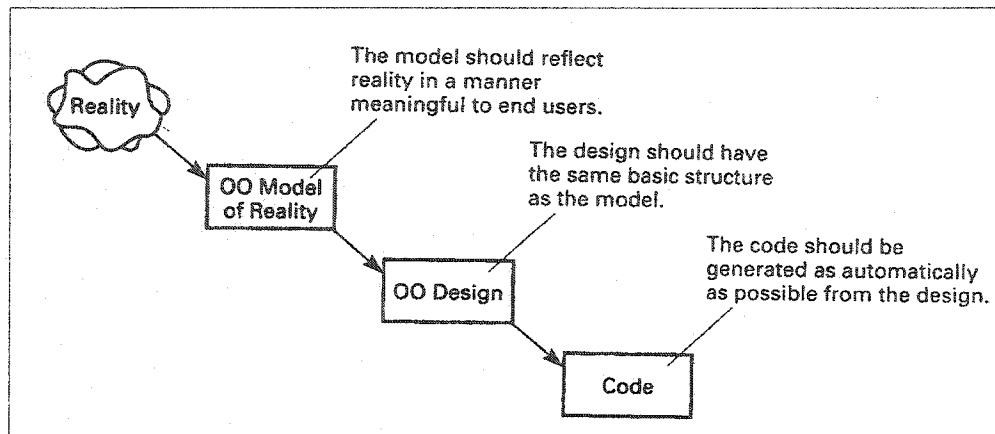 The model should reflect
reality in a manner
meaningful to end users.
Reality
The design should have
the same basic structure
as the model.
OO Model
of Reality
The code should be
generated as automatically
as possible from the design.
OO Design
Code